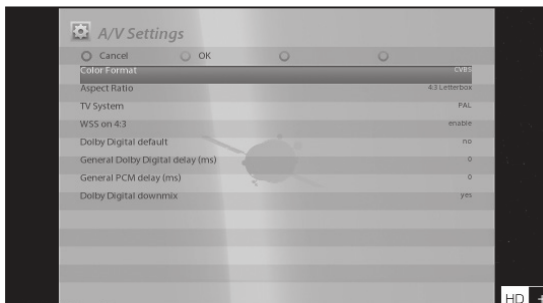 A/V Settings
Cancel OK
Color Format CVBS
Aspect Ratio 4:3 Letterbox
TV System PAL
WSS on 4:3 enable
Dolby Digital default no
General Dolby Digital delay (ms) 0
General PCM delay (ms) 0
Dolby Digital downmix yes
HD